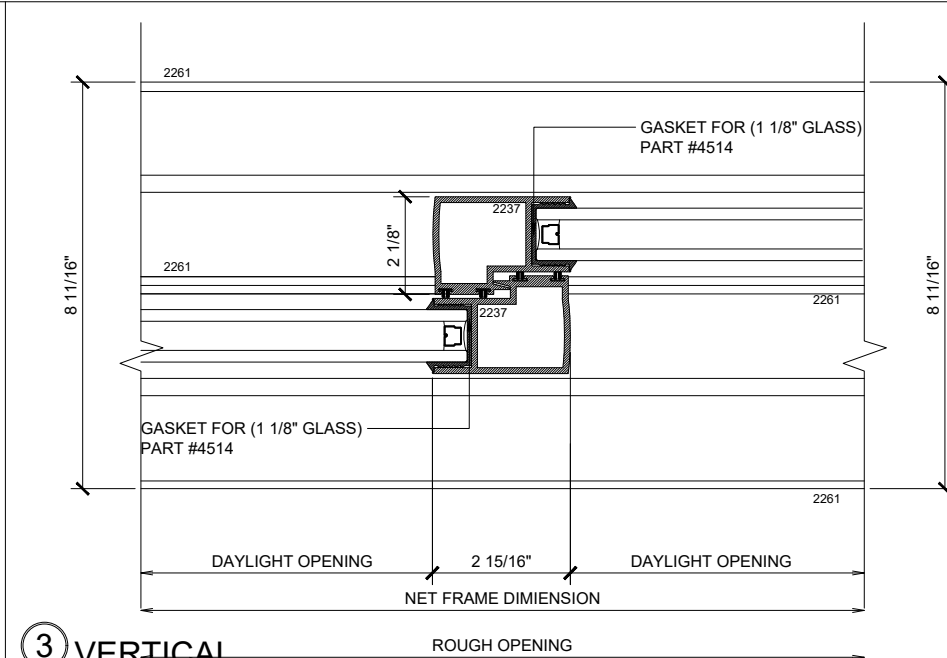 2261
GASKET FOR (1 1/8" GLASS)
PART #4514
2237
2 1/8"
8 11/16"
2261
2261
8 11/16"
2237
GASKET FOR (1 1/8" GLASS)
PART #4514
2261
DAYLIGHT OPENING
2 15/16"
DAYLIGHT OPENING
NET FRAME DIMIENSION
3 VERTICAL
ROUGH OPENING